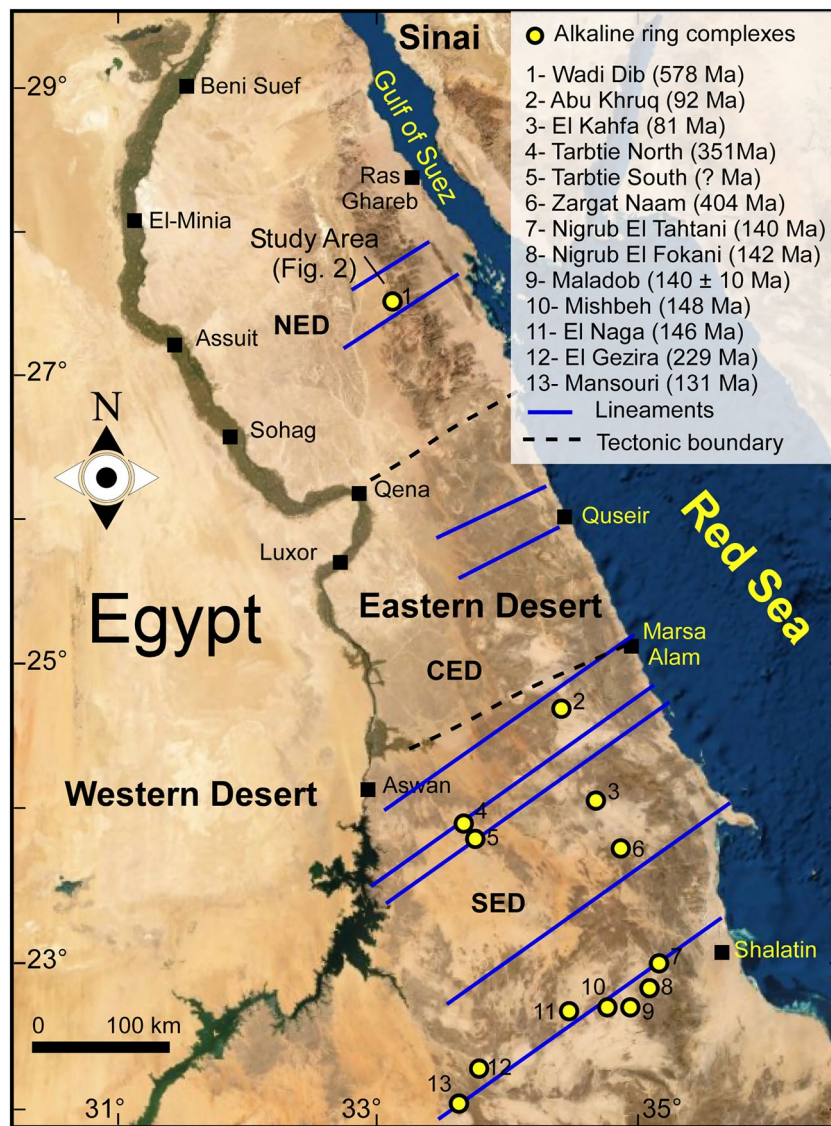 Sinai
Alkaline ring complexes
1- Wadi Dib (578 Ma)
2- Abu Khruq (92 Ma)
3- El Kahfa (81 Ma)
4- Tarbtie North (351Ma)
5- Tarbtie South (? Ma)
6- Zargat Naam (404 Ma)
7- Nigrub El Tahtani (140 Ma)
8- Nigrub El Fokani (142 Ma)
9- Maladob (140 ± 10 Ma)
10- Mishbeh (148 Ma)
11- El Naga (146 Ma)
12- El Gezira (229 Ma)
13- Mansouri (131 Ma)
Lineaments
Tectonic boundary
29°
Beni Suef
Gulf of Suez
Ras
Ghareb
El-Minia
Study Area
(Fig. 2)
1
NED
Assuit
27°
N
Sohag
Qena
Quseir
Red Sea
Luxor
Egypt
Eastern Desert
Marsa
Alam
25°
CED
2
Western Desert
Aswan
3
4
5
6
SED
23°
Shalatin
7
8
10
9
11
0
100 km
12
13
31°
33°
35°